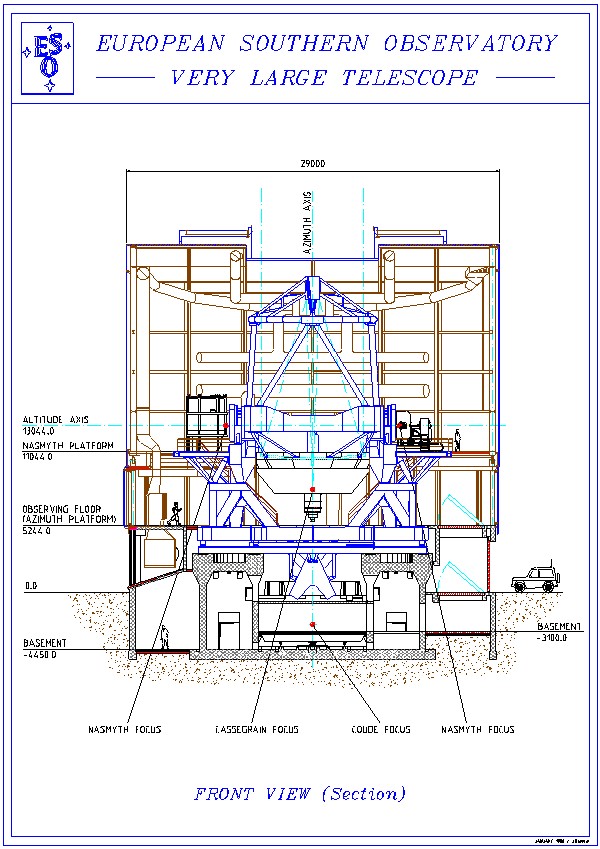 ES
O
EUROPEAN SOUTHERN OBSERVATORY
VERY LARGE TELESCOPE
29000
AZIMUTH AXIS
ALTITUDE AXIS
13044.0
NASMYTH PLATFORM
11044.0
OBSERVING FLOOR
(AZIMUTH PLATFORM)
5244.0
0.0
BASEMENT
-3100.0
BASEMENT
-4450.0
NASMYTH FOCUS
CASSEGRAIN FOCUS
COUDE FOCUS
NASMYTH FOCUS
FRONT VIEW (Section)